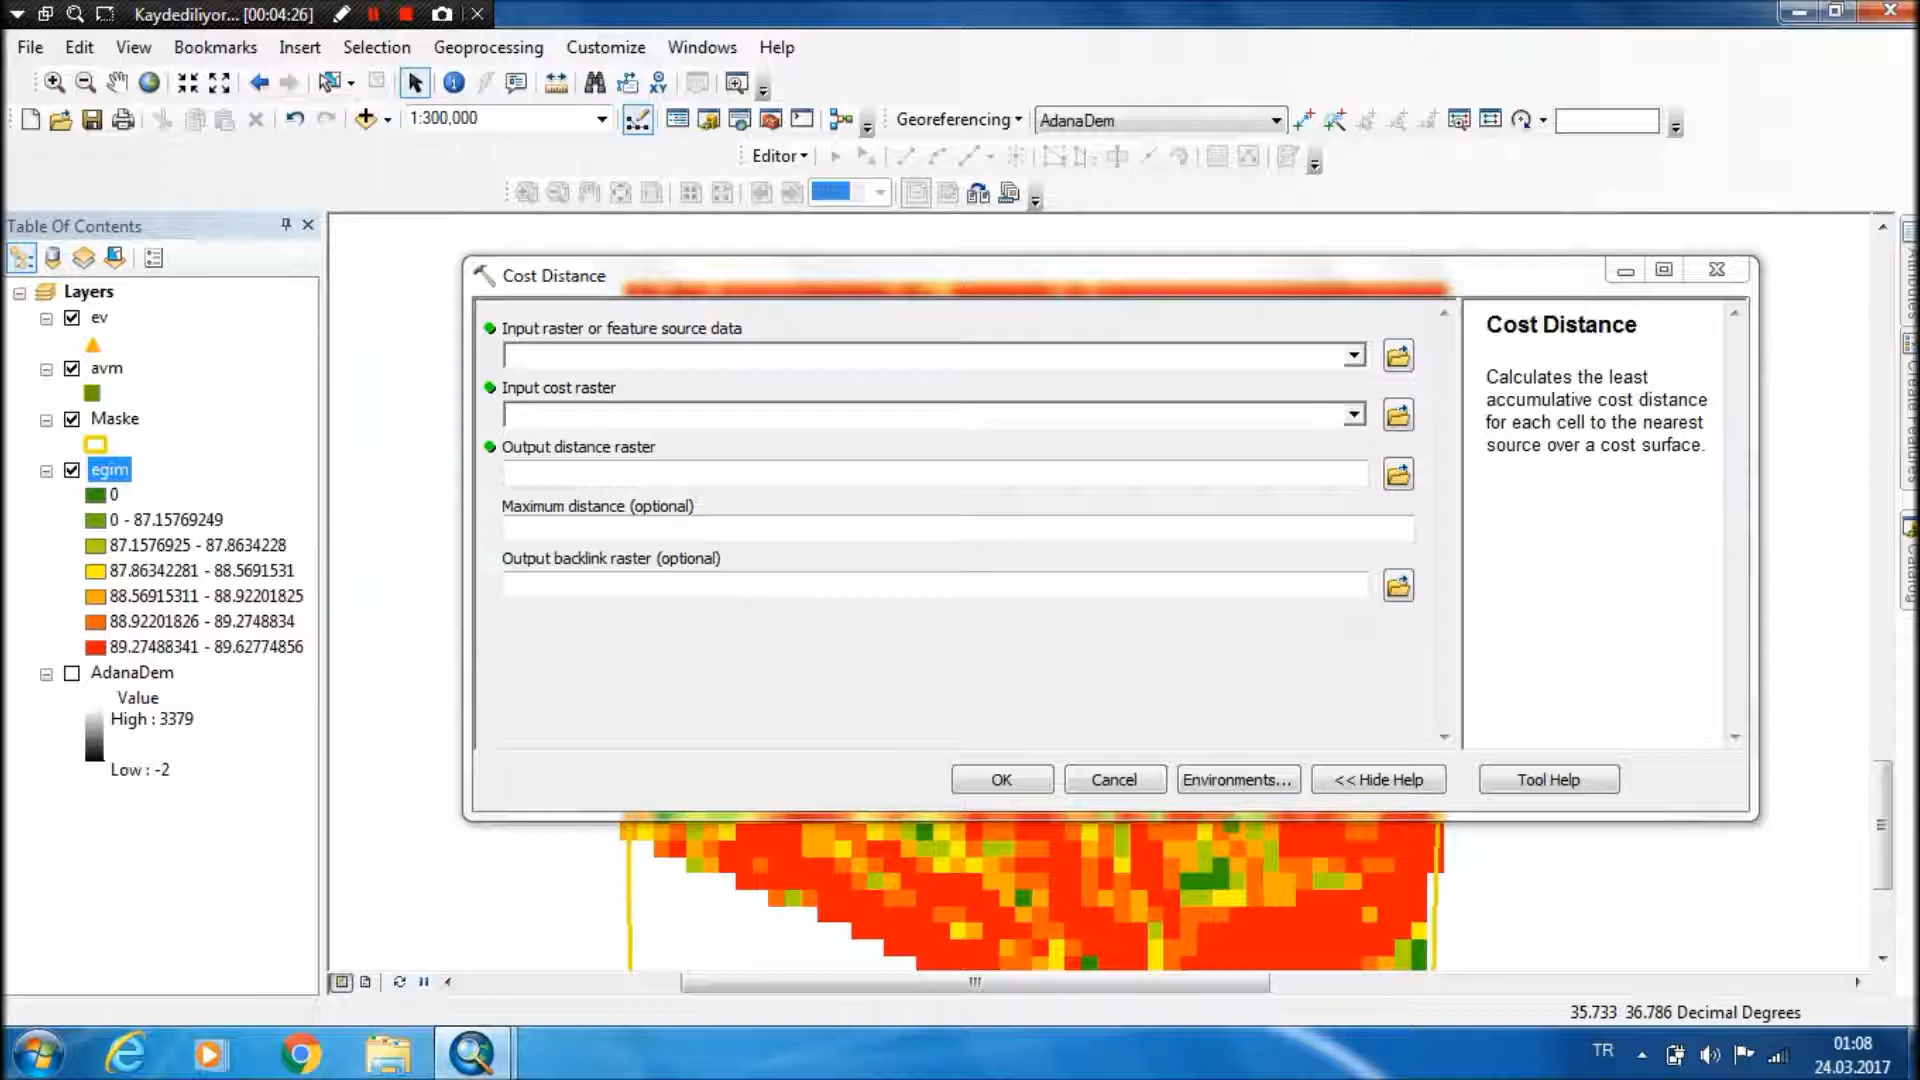 Kaydediliyor... [00:04:26]
File Edit View Bookmarks Insert Selection Geoprocessing Customize Windows Help
1:300,000
Georeferencing
AdanaDem
Editor
Table Of Contents
Layers
ev
avm
Maske
egim
0
0 - 87.15769249
87.1576925 - 87.8634228
87.86342281 - 88.5691531
88.56915311 - 88.92201825
88.92201826 - 89.2748834
89.27488341 - 89.62774856
AdanaDem
Value
High : 3379
Low : -2
Cost Distance
Input raster or feature source data
Input cost raster
Output distance raster
Maximum distance (optional)
Output backlink raster (optional)
OK
Cancel
Environments...
<< Hide Help
Tool Help
Cost Distance
Calculates the least
accumulative cost distance
for each cell to the nearest
source over a cost surface.
Attributes
Create Features
Catalog
35.733 36.786 Decimal Degrees
TR
01:08
24.03.2017